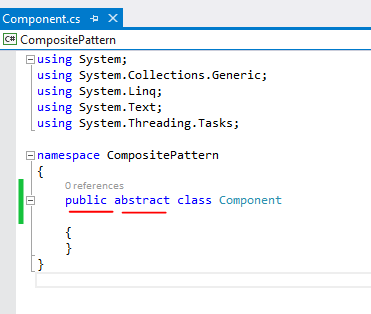 Component.cs
C# CompositePattern
using System;
using System.Collections.Generic;
using System.Linq;
using System.Text;
using System.Threading.Tasks;
namespace CompositePattern
{
0 references
public abstract class Component
{
}
}